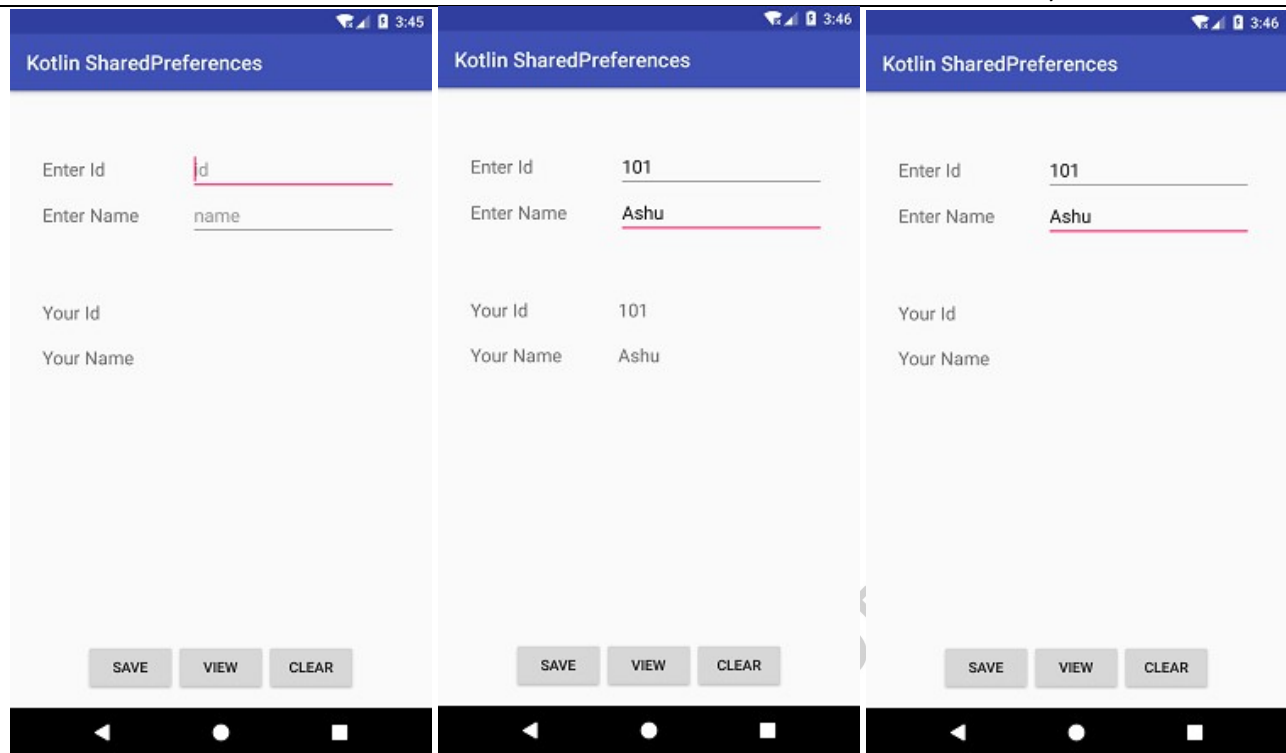 3:45
Kotlin SharedPreferences
Enter Id id
Enter Name name
Your Id
Your Name
SAVE VIEW CLEAR
3:46
Kotlin SharedPreferences
Enter Id 101
Enter Name Ashu
Your Id 101
Your Name Ashu
SAVE VIEW CLEAR
3:46
Kotlin SharedPreferences
Enter Id 101
Enter Name Ashu
Your Id
Your Name
SAVE VIEW CLEAR